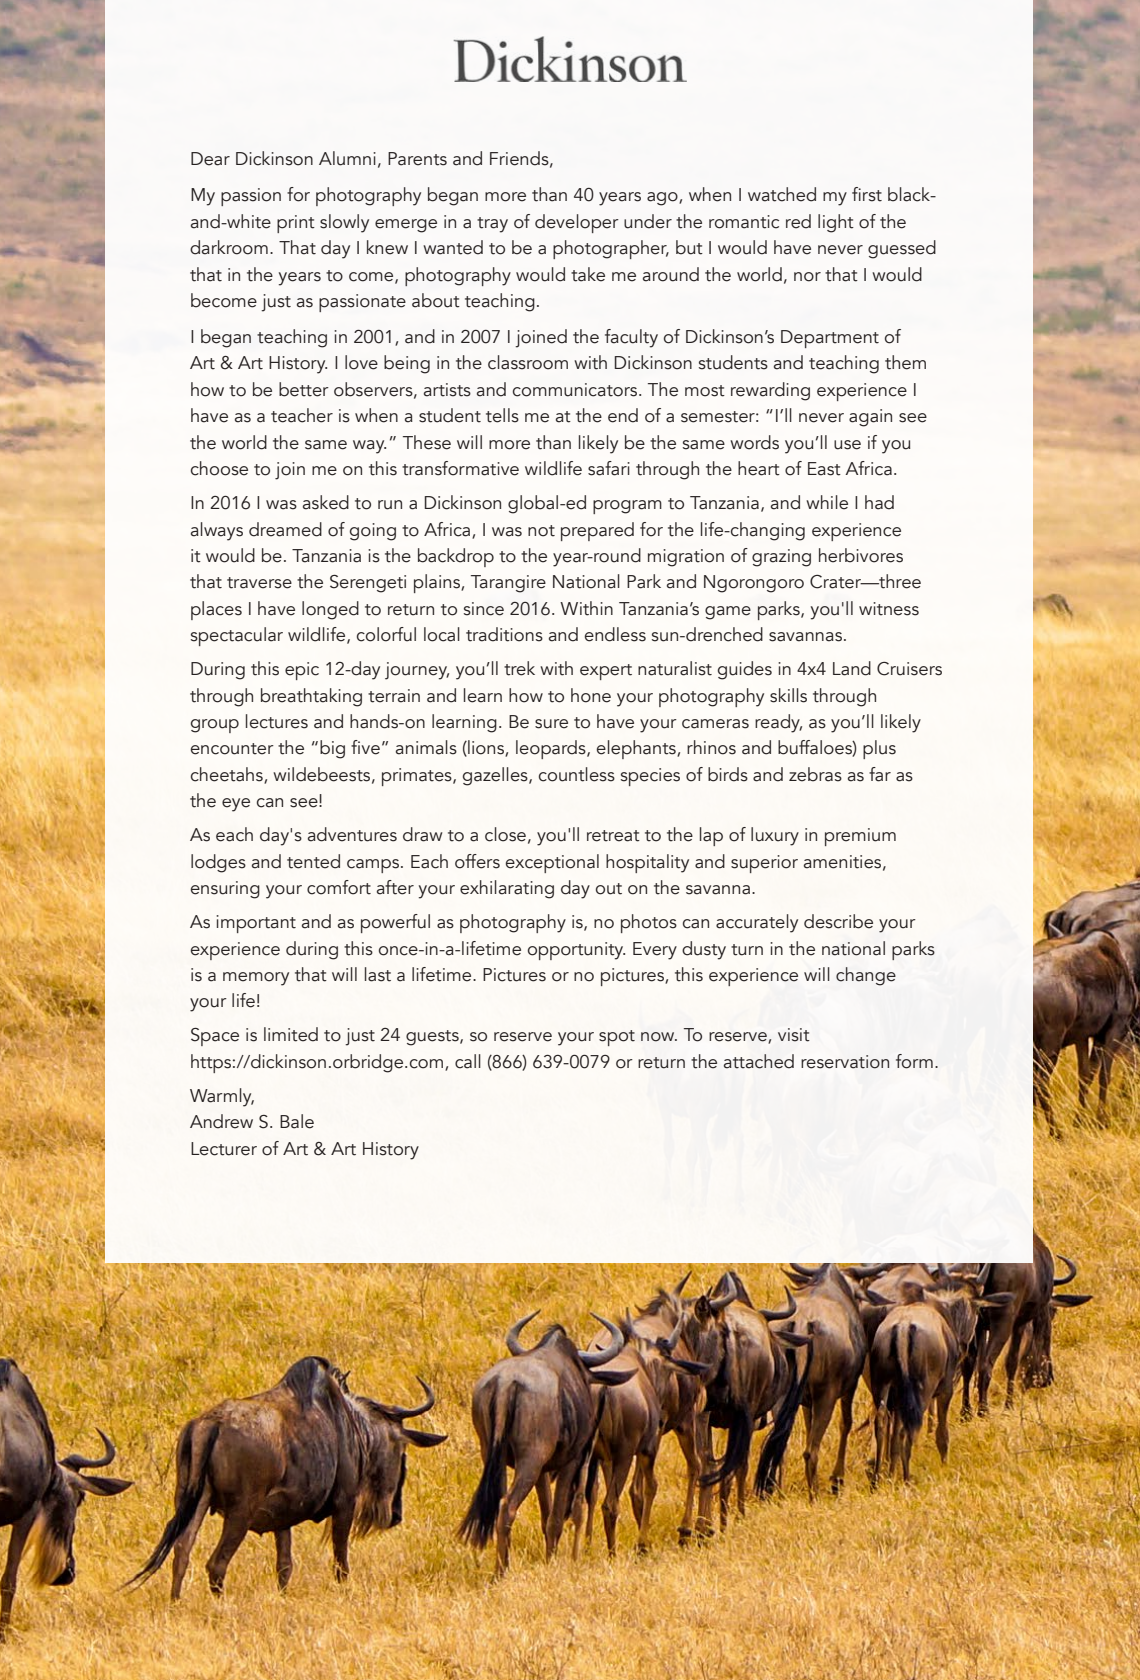 Dickinson
Dear Dickinson Alumni, Parents and Friends,
My passion for photography began more than 40 years ago, when I watched my first black-
and-white print slowly emerge in a tray of developer under the romantic red light of the
darkroom. That day I knew I wanted to be a photographer, but I would have never guessed
that in the years to come, photography would take me around the world, nor that I would
become just as passionate about teaching.
I began teaching in 2001, and in 2007 I joined the faculty of Dickinson’s Department of
Art & Art History. I love being in the classroom with Dickinson students and teaching them
how to be better observers, artists and communicators. The most rewarding experience I
have as a teacher is when a student tells me at the end of a semester: “I’ll never again see
the world the same way.” These will more than likely be the same words you’ll use if you
choose to join me on this transformative wildlife safari through the heart of East Africa.
In 2016 I was asked to run a Dickinson global-ed program to Tanzania, and while I had
always dreamed of going to Africa, I was not prepared for the life-changing experience
it would be. Tanzania is the backdrop to the year-round migration of grazing herbivores
that traverse the Serengeti plains, Tarangire National Park and Ngorongoro Crater—three
places I have longed to return to since 2016. Within Tanzania’s game parks, you'll witness
spectacular wildlife, colorful local traditions and endless sun-drenched savannas.
During this epic 12-day journey, you’ll trek with expert naturalist guides in 4x4 Land Cruisers
through breathtaking terrain and learn how to hone your photography skills through
group lectures and hands-on learning. Be sure to have your cameras ready, as you’ll likely
encounter the “big five” animals (lions, leopards, elephants, rhinos and buffaloes) plus
cheetahs, wildebeests, primates, gazelles, countless species of birds and zebras as far as
the eye can see!
As each day's adventures draw to a close, you'll retreat to the lap of luxury in premium
lodges and tented camps. Each offers exceptional hospitality and superior amenities,
ensuring your comfort after your exhilarating day out on the savanna.
As important and as powerful as photography is, no photos can accurately describe your
experience during this once-in-a-lifetime opportunity. Every dusty turn in the national parks
is a memory that will last a lifetime. Pictures or no pictures, this experience will change
your life!
Space is limited to just 24 guests, so reserve your spot now. To reserve, visit
https://dickinson.orbridge.com, call (866) 639-0079 or return the attached reservation form.
Warmly,
Andrew S. Bale
Lecturer of Art & Art History